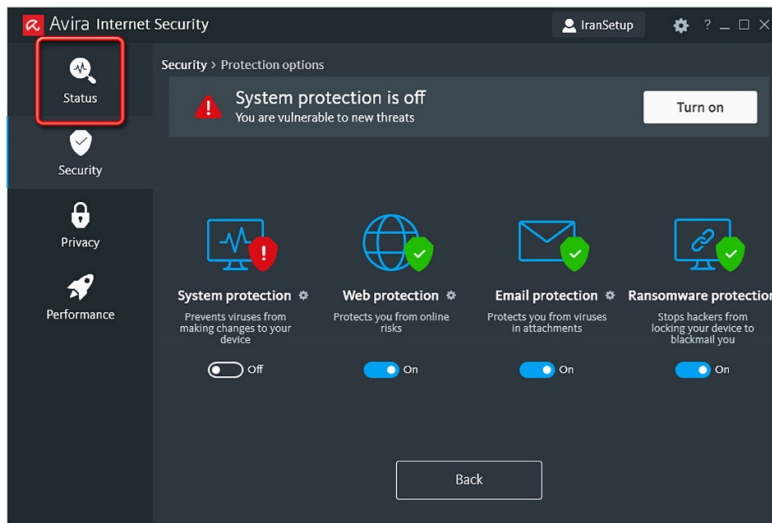 Avira Internet Security
IranSetup
?
Status
Security
Privacy
Performance
Security > Protection options
System protection is off
You are vulnerable to new threats
Turn on
System protection
Prevents viruses from
making changes to your
device
Off
Web protection
Protects you from online
risks
On
Email protection
Protects you from viruses
in attachments
On
Ransomware protection
Stops hackers from
locking your device to
blackmail you
On
Back